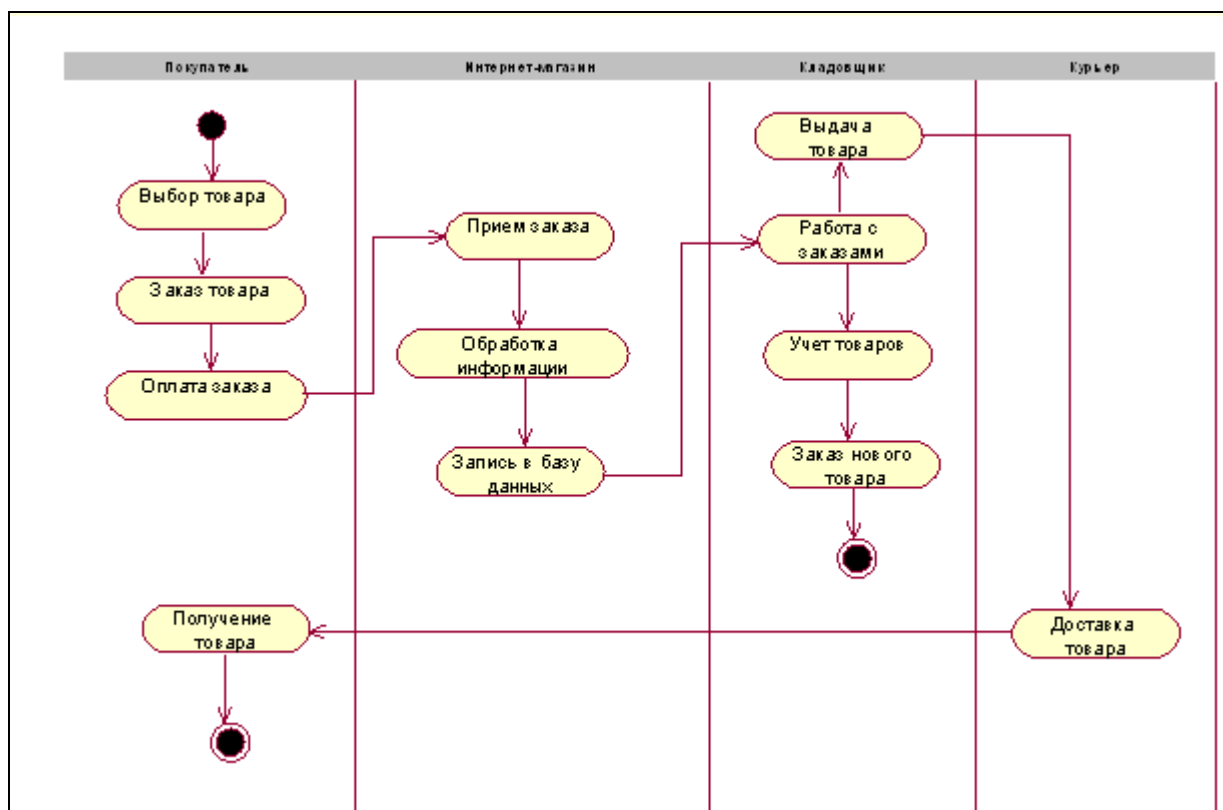 Покупатель
Интернет-магазин
Кладовщик
Курьер
Выбор товара
Заказ товара
Оплата заказа
Прием заказа
Обработка
информации
Запись в базу
данных
Выдача
товара
Работа с
заказами
Учет товаров
Заказ нового
товара
Доставка
товара
Получение
товара